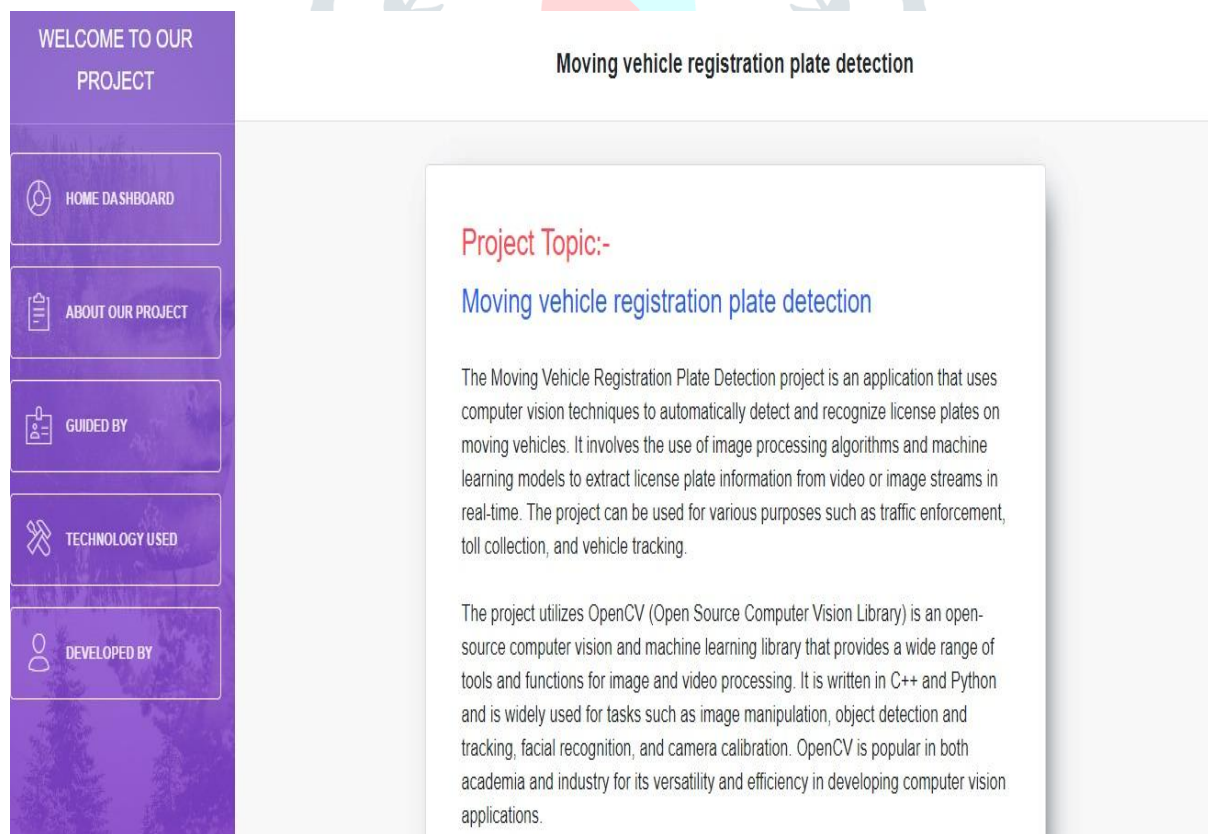 WELCOME TO OUR
PROJECT
HOME DASHBOARD
ABOUT OUR PROJECT
GUIDED BY
TECHNOLOGY USED
DEVELOPED BY
Moving vehicle registration plate detection
Project Topic:-
Moving vehicle registration plate detection
The Moving Vehicle Registration Plate Detection project is an application that uses
computer vision techniques to automatically detect and recognize license plates on
moving vehicles. It involves the use of image processing algorithms and machine
learning models to extract license plate information from video or image streams in
real-time. The project can be used for various purposes such as traffic enforcement,
toll collection, and vehicle tracking.
The project utilizes OpenCV (Open Source Computer Vision Library) is an open-
source computer vision and machine learning library that provides a wide range of
tools and functions for image and video processing. It is written in C++ and Python
and is widely used for tasks such as image manipulation, object detection and
tracking, facial recognition, and camera calibration. OpenCV is popular in both
academia and industry for its versatility and efficiency in developing computer vision
applications.